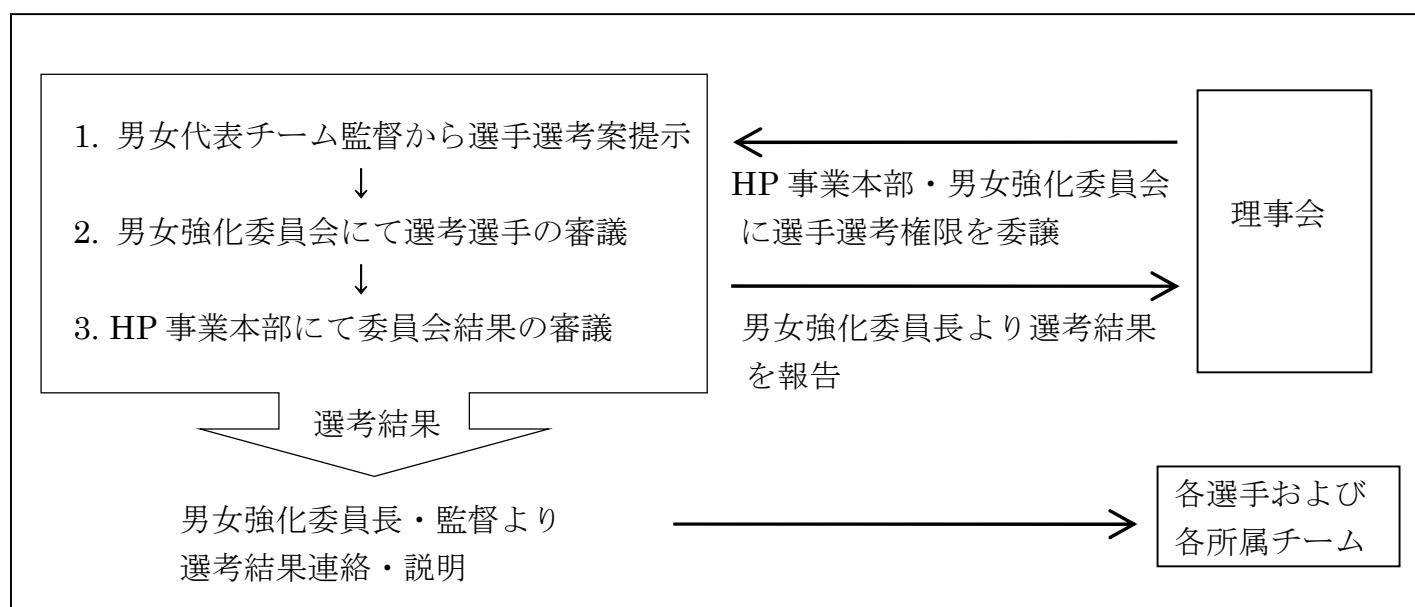 1. 男女代表チーム監督から選手選考案提示
↓
2. 男女強化委員会にて選考選手の審議
↓
3. HP 事業本部にて委員会結果の審議
HP 事業本部・男女強化委員会
に選手選考権限を委譲
男女強化委員長より選考結果
を報告
理事会
選考結果
男女強化委員長・監督より
選考結果連絡・説明
各選手および
各所属チーム